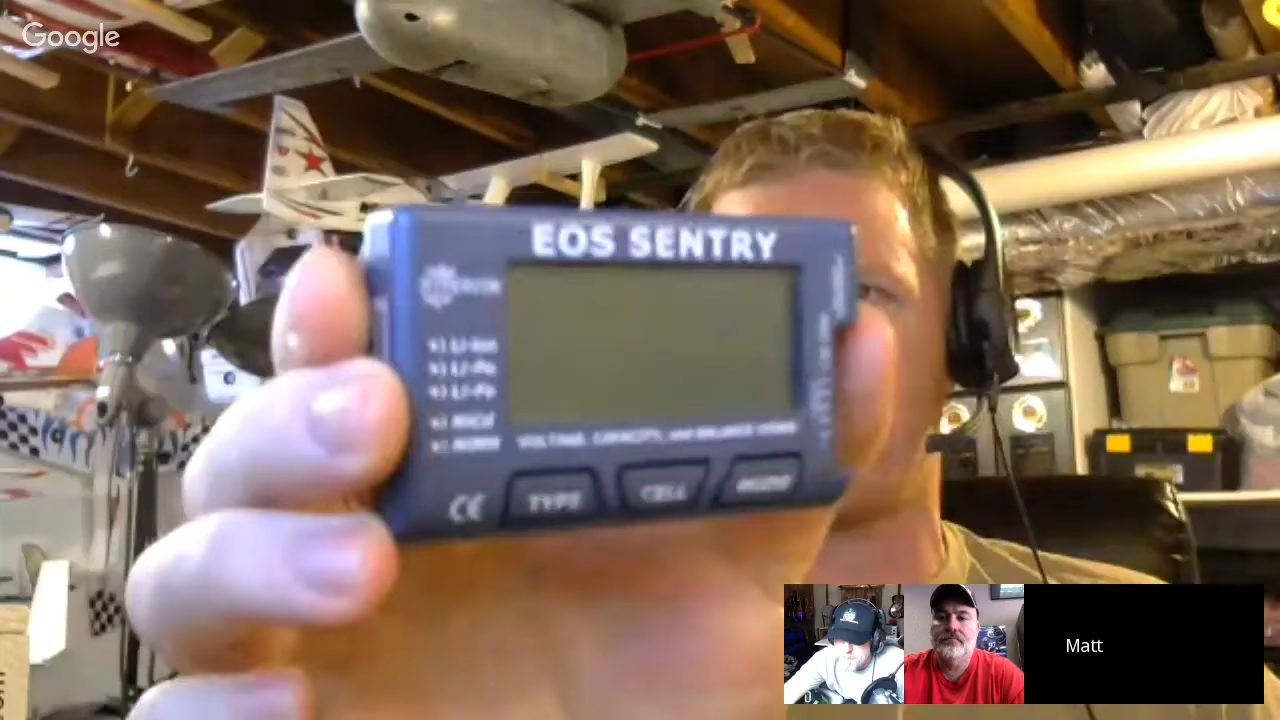 Google
EOS SENTRY
Li-Ion
Li-Po
Li-Fe
NiCd
NiMH
VOLTAGE, CAPACITY, and BALANCE
CE
TYPE
CELL
MODE
Matt